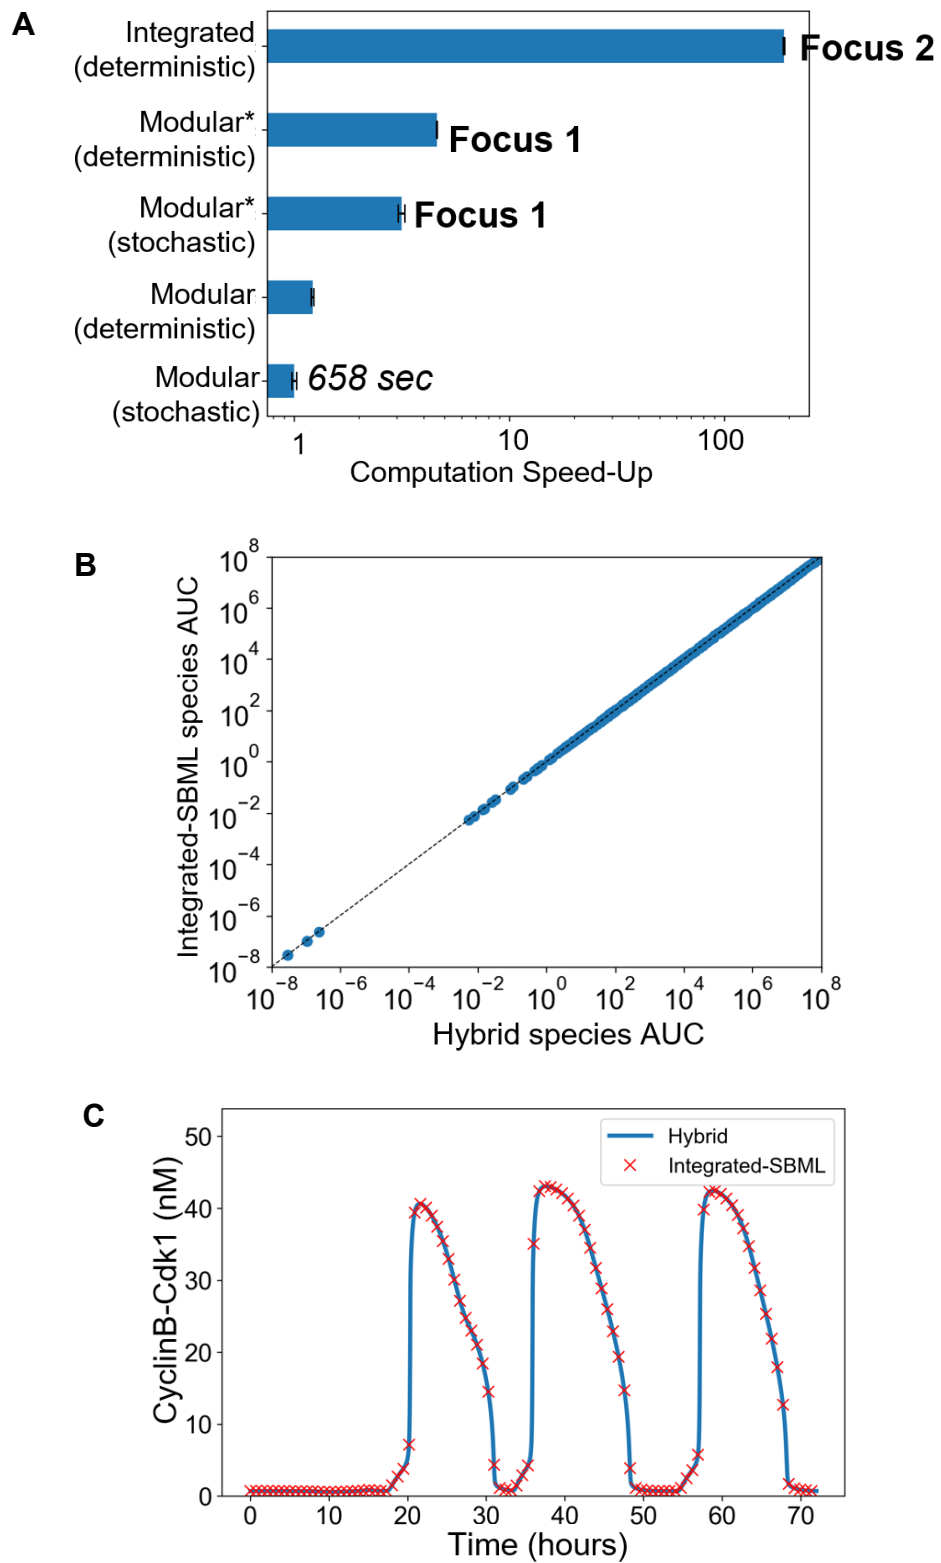 A
Integrated
(deterministic)
Focus 2
Modular*
(deterministic)
Focus 1
Modular*
(stochastic)
Focus 1
Modular
(deterministic)
Modular
(stochastic)
658 sec
1 10 100
Computation Speed-Up
B
Integrated-SBML species AUC
10^8
10^6
10^4
10^2
10^0
10^−2
10^−4
10^−6
10^−8
10^−8 10^−6 10^−4 10^−2 10^0 10^2 10^4 10^6 10^8
Hybrid species AUC
C
CyclinB-Cdk1 (nM)
50
40
30
20
10
0
Hybrid
Integrated-SBML
0 10 20 30 40 50 60 70
Time (hours)